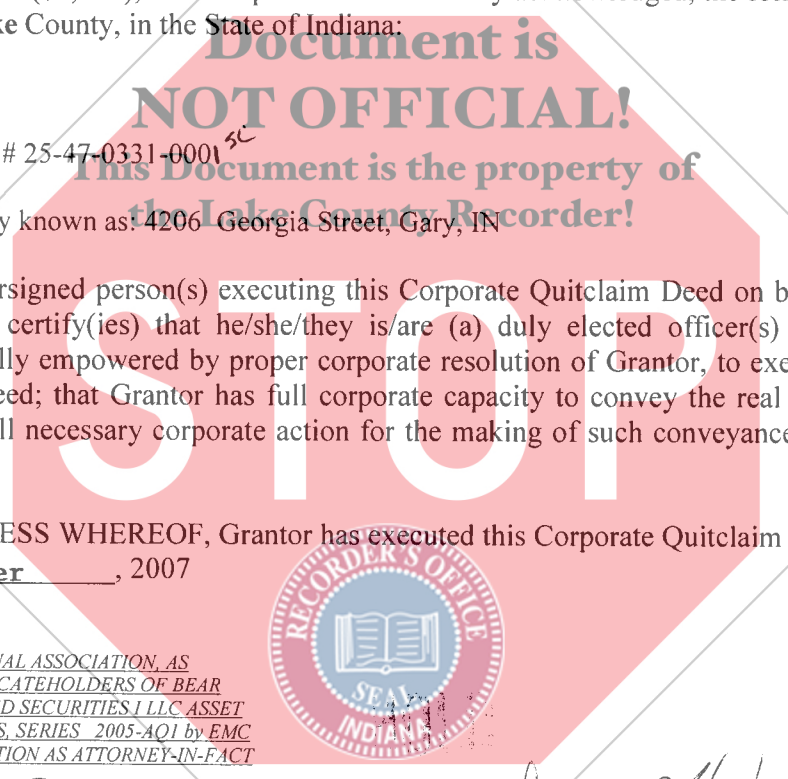 ke County, in the State of Indiana:
Document is
NOT OFFICIAL!
# 25-47-0331-0001 SC
This Document is the property of
the Lake County Recorder!
y known as: 4206 Georgia Street, Gary, IN
rsigned person(s) executing this Corporate Quitclaim Deed on b
certify(ies) that he/she/they is/are (a) duly elected officer(s)
lly empowered by proper corporate resolution of Grantor, to exe
eed; that Grantor has full corporate capacity to convey the real
ll necessary corporate action for the making of such conveyance
STOP
ESS WHEREOF, Grantor has executed this Corporate Quitclaim
er , 2007
RECORDER'S OFFICE
SEAL
INDIANA
NAL ASSOCIATION, AS
CATEHOLDERS OF BEAR
D SECURITIES I LLC ASSET
S, SERIES 2005-AQ1 by EMC
TION AS ATTORNEY-IN-FACT